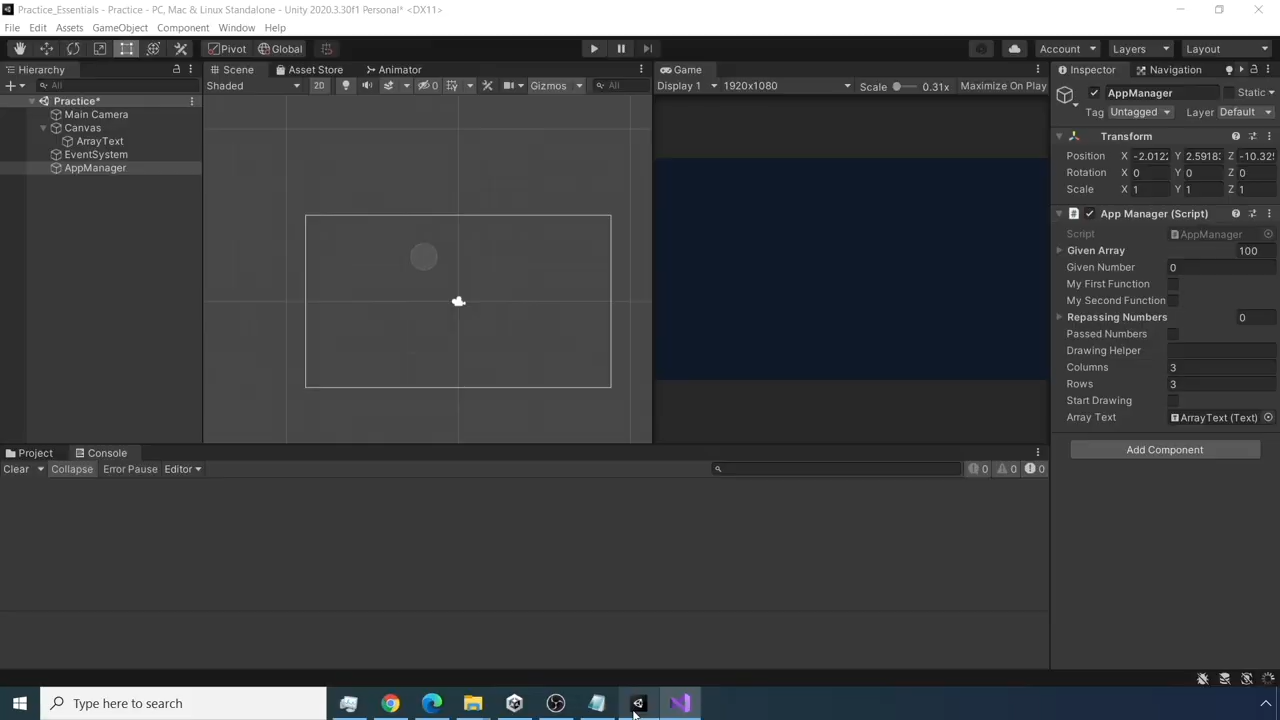 Practice_Essentials - Practice - PC, Mac & Linux Standalone - Unity 2020.3.30f1 Personal* <DX11>
File Edit Assets GameObject Component Window Help
Pivot Global Account Layers Layout
Hierarchy Scene Asset Store Animator Game Inspector Navigation
All Shaded 2D 0 Gizmos All Display 1 1920x1080 Scale 0.31x Maximize On Play AppManager Static
Practice*
Main Camera
Canvas
ArrayText
EventSystem
AppManager
Tag Untagged Layer Default
Transform
Position X -2.0122 Y Z
Rotation X 0 Y 0 Z 0
Scale X 1 Y 1 Z 1
App Manager (Script)
Script AppManager
Given Array 100
Given Number 0
My First Function
My Second Function
Repassing Numbers 0
Passed Numbers
Drawing Helper
Columns 3
Rows 3
Start Drawing
Array Text ArrayText (Text)
Add Component
Project Console
Clear Collapse Error Pause Editor 0 0 0
Type here to search